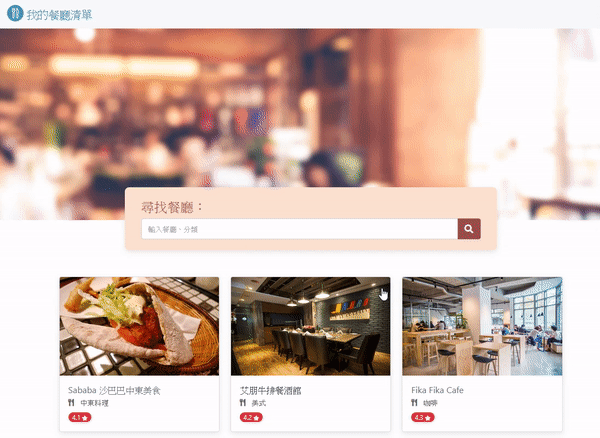 我的餐廳清單
尋找餐廳：
輸入餐廳、分類
Sababa 沙巴巴中東美食
中東料理
4.1
艾朋牛排餐酒館
美式
4.2
Fika Fika Cafe
咖啡
4.3